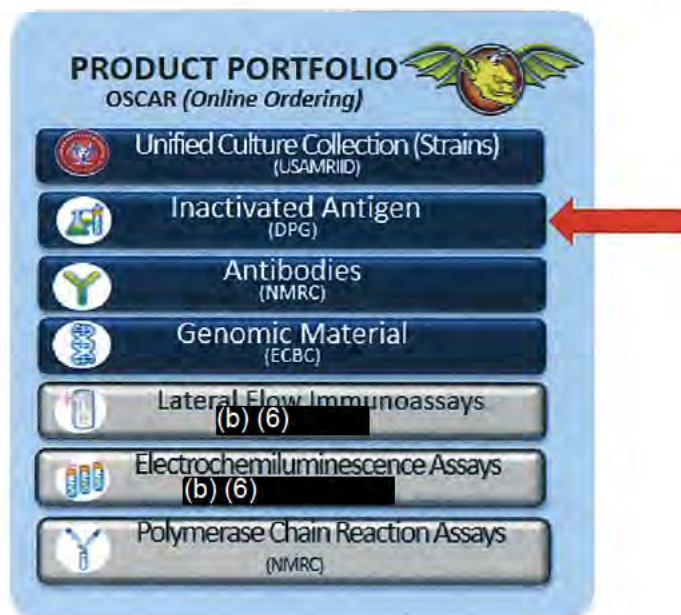 PRODUCT PORTFOLIO
OSCAR (Online Ordering)
Unified Culture Collection (Strains)
(USAMRIID)
Inactivated Antigen
(DPG)
Antibodies
(NMRC)
Genomic Material
(ECBC)
Lateral Flow Immunoassays
(b) (6)
Electrochemiluminescence Assays
(b) (6)
Polymerase Chain Reaction Assays
(NMRC)